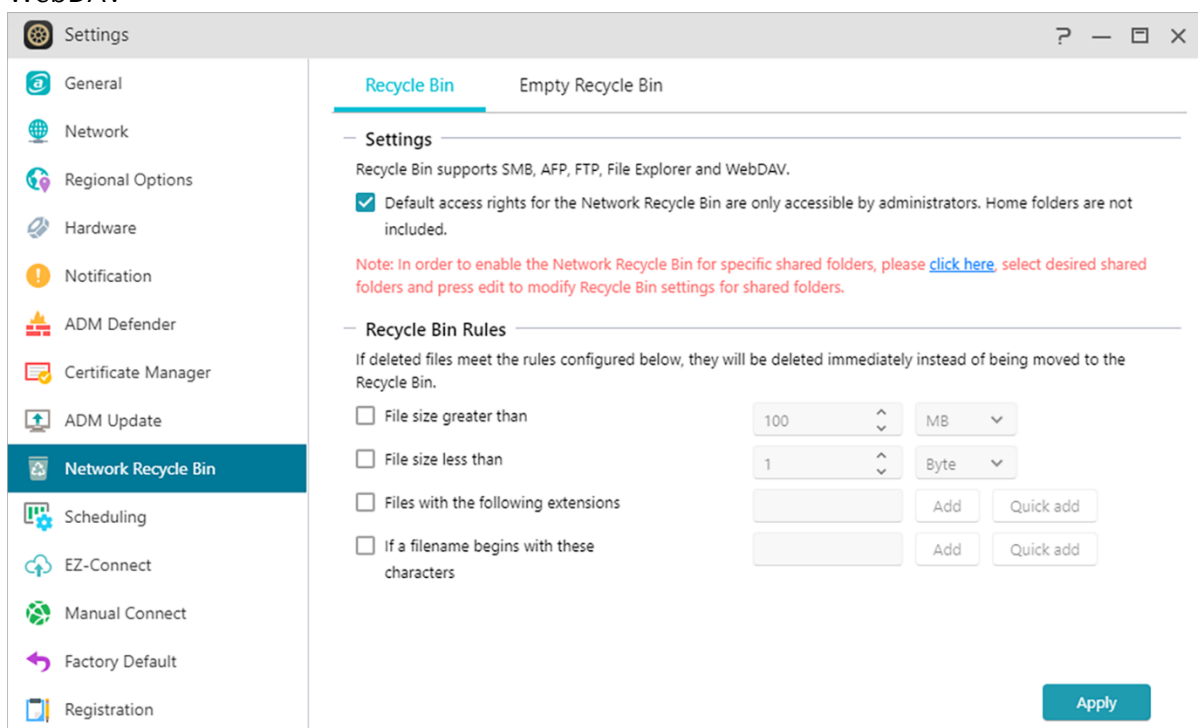 WebDAV
Settings
General
Network
Regional Options
Hardware
Notification
ADM Defender
Certificate Manager
ADM Update
Network Recycle Bin
Scheduling
EZ-Connect
Manual Connect
Factory Default
Registration
Recycle Bin
Empty Recycle Bin
Settings
Recycle Bin supports SMB, AFP, FTP, File Explorer and WebDAV.
Default access rights for the Network Recycle Bin are only accessible by administrators. Home folders are not
included.
Note: In order to enable the Network Recycle Bin for specific shared folders, please click here, select desired shared
folders and press edit to modify Recycle Bin settings for shared folders.
Recycle Bin Rules
If deleted files meet the rules configured below, they will be deleted immediately instead of being moved to the
Recycle Bin.
File size greater than 100 MB
File size less than 1 Byte
Files with the following extensions Add Quick add
If a filename begins with these
characters Add Quick add
Apply